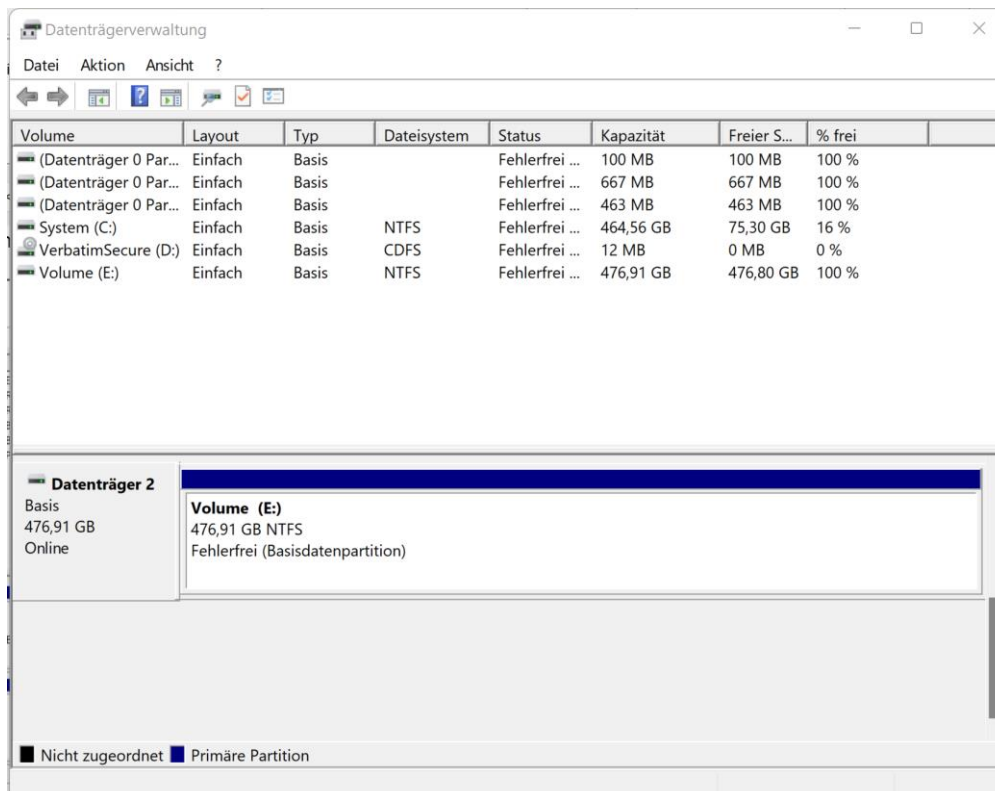 Datenträgerverwaltung
Datei Aktion Ansicht ?
Volume Layout Typ Dateisystem Status Kapazität Freier S... % frei
(Datenträger 0 Par... Einfach Basis Fehlerfrei ... 100 MB 100 MB 100 %
(Datenträger 0 Par... Einfach Basis Fehlerfrei ... 667 MB 667 MB 100 %
(Datenträger 0 Par... Einfach Basis Fehlerfrei ... 463 MB 463 MB 100 %
System (C:) Einfach Basis NTFS Fehlerfrei ... 464,56 GB 75,30 GB 16 %
VerbatimSecure (D:) Einfach Basis CDFS Fehlerfrei ... 12 MB 0 MB 0 %
Volume (E:) Einfach Basis NTFS Fehlerfrei ... 476,91 GB 476,80 GB 100 %
Datenträger 2
Basis
476,91 GB
Online
Volume (E:)
476,91 GB NTFS
Fehlerfrei (Basisdatenpartition)
Nicht zugeordnet Primäre Partition